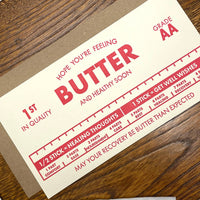 HOPE YOU'RE FEELING
BUTTER
AND HEALTHY SOON
1ST
IN QUALITY
GRADE
AA
1/2 STICK - HEALING THOUGHTS
1 STICK - GET WELL WISHES
MAY YOUR RECOVERY BE BUTTER THAN EXPECTED